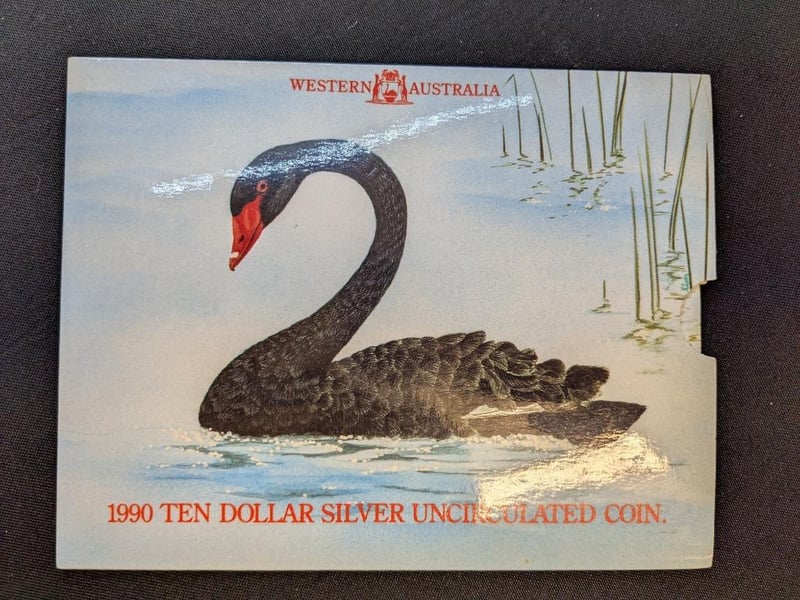 WESTERN AUSTRALIA
1990 TEN DOLLAR SILVER UNCIRCULATED COIN.